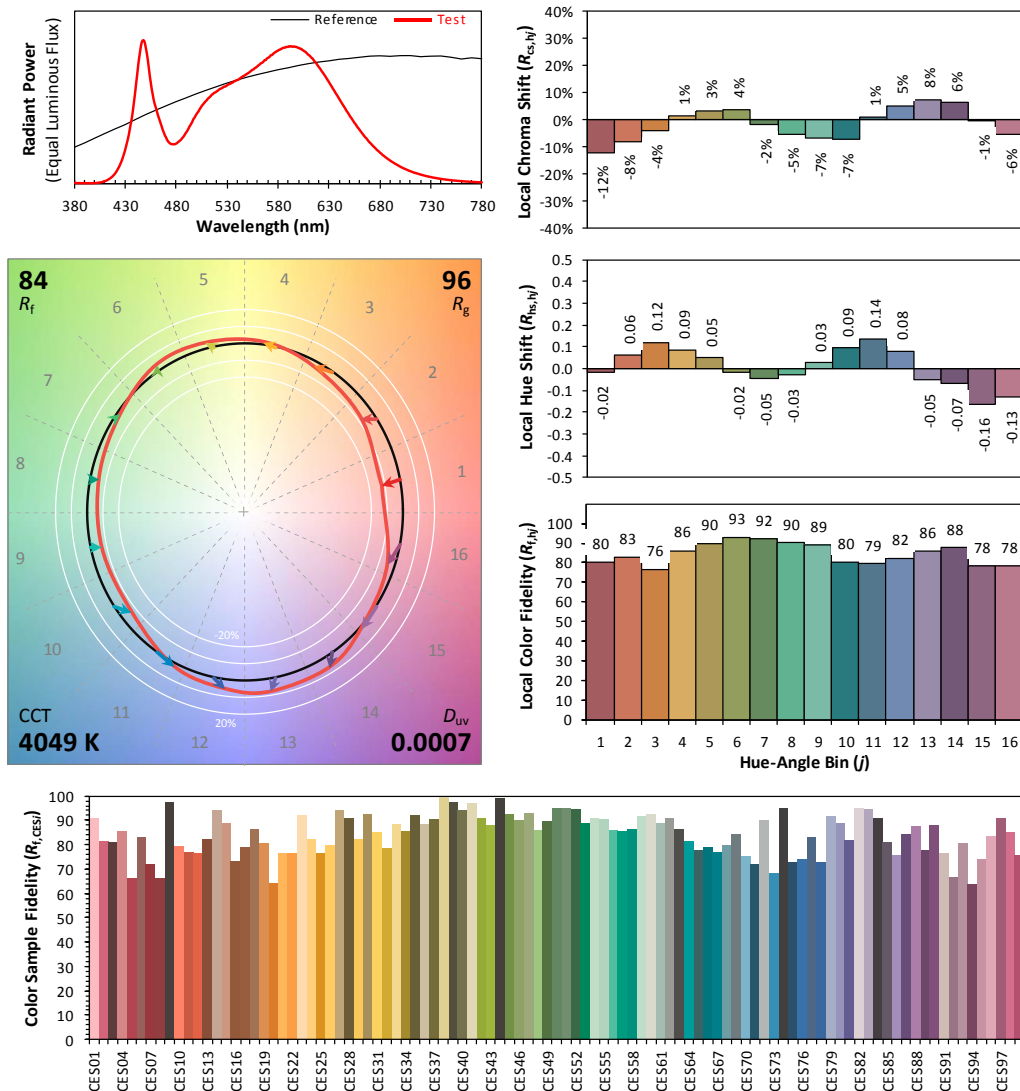 Reference Test
Radiant Power
(Equal Luminous Flux)
380 430 480 530 580 630 680 730 780
Wavelength (nm)
Local Chroma Shift (Rcs,hj)
40%
30%
20%
10%
0%
-10%
-20%
-30%
-40%
-12% -8% -4% 1% 3% 4% -2% -5% -7% -7% 1% 5% 8% 6% -1% -6%
84
Rf
96
Rg
5 4
6 3
7 2
8 1
9 16
10 15
11 14
12 13
-20%
20%
CCT
4049 K
Duv
0.0007
Local Hue Shift (Rhs,hj)
0.5
0.4
0.3
0.2
0.1
0.0
-0.1
-0.2
-0.3
-0.4
-0.5
-0.02 0.06 0.12 0.09 0.05 -0.02 -0.05 -0.03 0.03 0.09 0.14 0.08 -0.05 -0.07 -0.16 -0.13
Local Color Fidelity (Rf,hj)
100
90
80
70
60
50
40
30
20
10
0
80 83 76 86 90 93 92 90 89 80 79 82 86 88 78 78
1 2 3 4 5 6 7 8 9 10 11 12 13 14 15 16
Hue-Angle Bin (j)
Color Sample Fidelity (Rf,CESi)
100
90
80
70
60
50
40
30
20
10
0
CES01 CES04 CES07 CES10 CES13 CES16 CES19 CES22 CES25 CES28 CES31 CES34 CES37 CES40 CES43 CES46 CES49 CES52 CES55 CES58 CES61 CES64 CES67 CES70 CES73 CES76 CES79 CES82 CES85 CES88 CES91 CES94 CES97